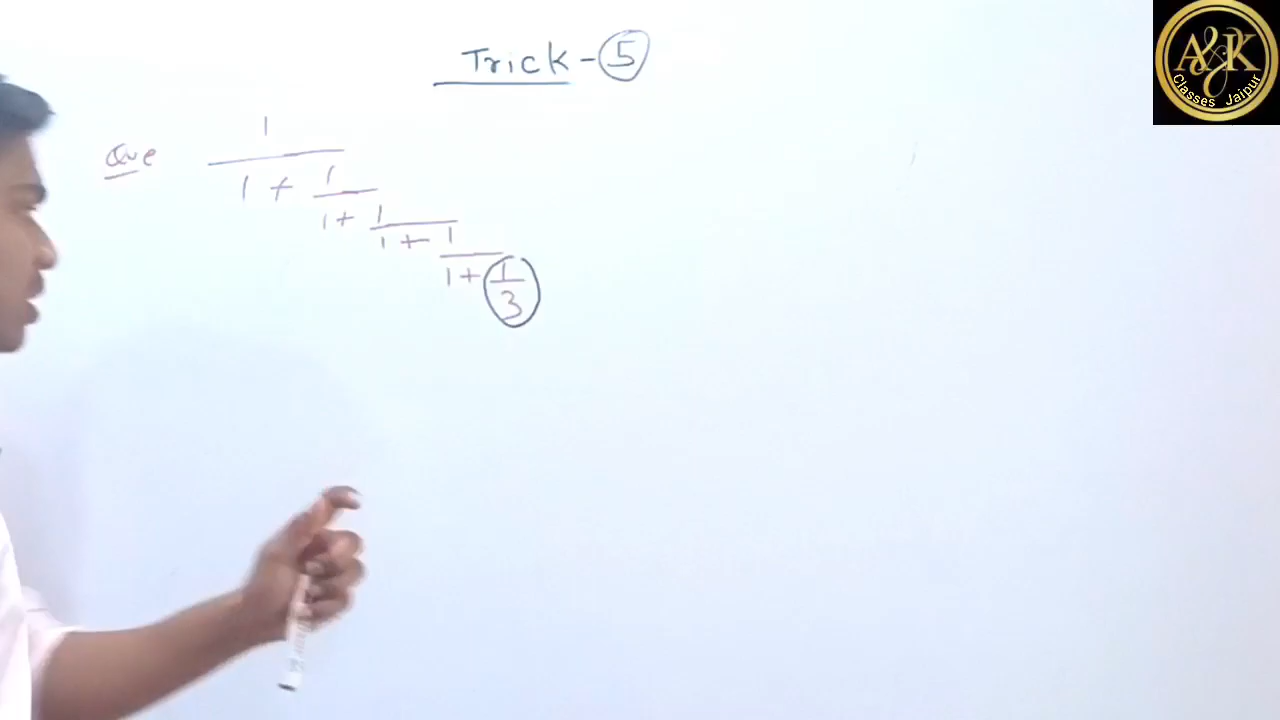 Trick - 5
A&K
Classes Jaipur
Que 1
1 + 1
1 + 1
1 + 1
1 + 1
3